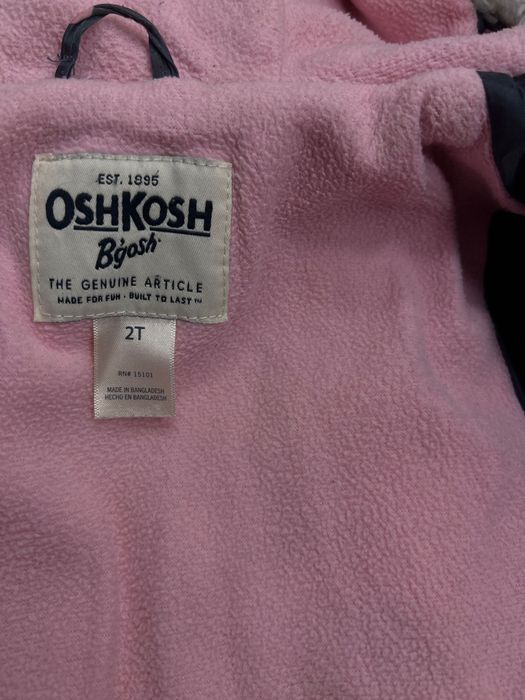 EST. 1895
OSHKOSH
B'gosh
THE GENUINE ARTICLE
MADE FOR FUN · BUILT TO LAST™
2T
RN# 15101
MADE IN BANGLADESH
HECHO EN BANGLADESH